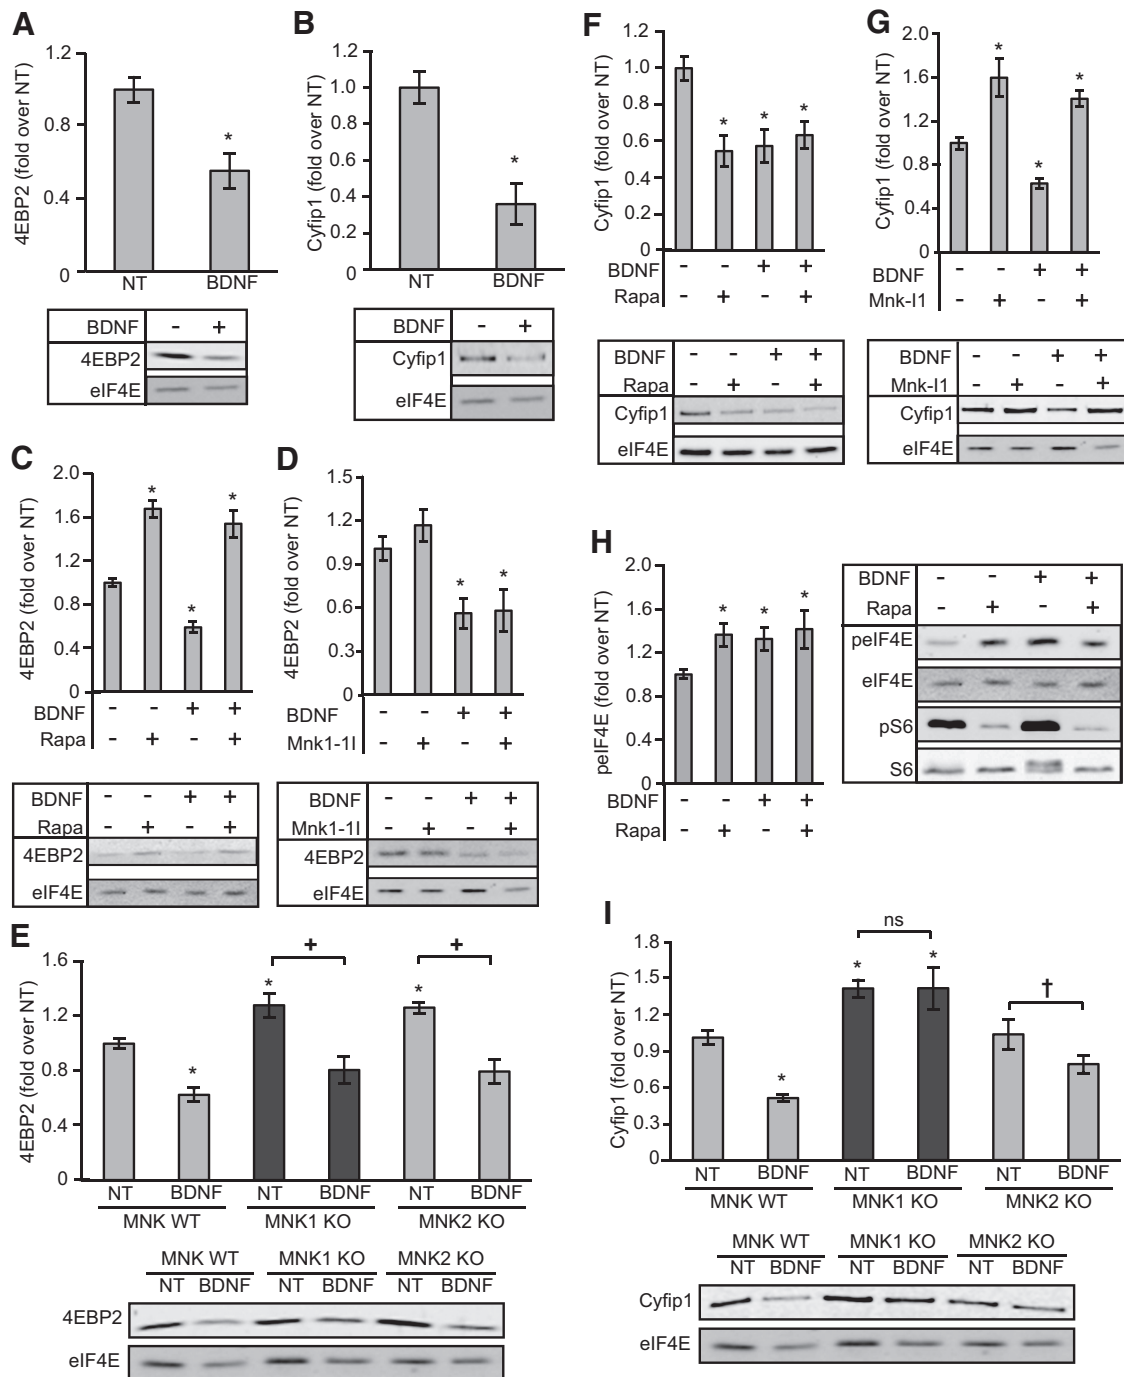 A
4EBP2 (fold over NT)
1.2
0.8
0.4
0
*
NT BDNF
BDNF - +
4EBP2
eIF4E
B
Cyfip1 (fold over NT)
1.2
1.0
0.8
0.6
0.4
0.2
0
*
NT BDNF
BDNF - +
Cyfip1
eIF4E
F
Cyfip1 (fold over NT)
1.2
1.0
0.8
0.6
0.4
1.2
0
* * *
BDNF - - + +
Rapa - + - +
BDNF - - + +
Rapa - + - +
Cyfip1
eIF4E
G
Cyfip1 (fold over NT)
2.0
1.6
1.2
0.8
0.4
0
* * *
BDNF - - + +
Mnk-I1 - + - +
BDNF - - + +
Mnk-I1 - + - +
Cyfip1
eIF4E
C
4EBP2 (fold over NT)
2.0
1.6
1.2
0.8
0.4
0
* * *
BDNF - - + +
Rapa - + - +
BDNF - - + +
Rapa - + - +
4EBP2
eIF4E
D
4EBP2 (fold over NT)
1.5
1.2
0.9
0.6
0.3
0
* *
BDNF - - + +
Mnk1-1I - + - +
BDNF - - + +
Mnk1-1I - + - +
4EBP2
eIF4E
H
peIF4E (fold over NT)
2.0
1.6
1.2
0.8
0.4
0
* * *
BDNF - - + +
Rapa - + - +
BDNF - - + +
Rapa - + - +
peIF4E
eIF4E
pS6
S6
E
4EBP2 (fold over NT)
1.6
1.2
0.8
0.4
0
+ +
* * *
NT BDNF NT BDNF NT BDNF
MNK WT MNK1 KO MNK2 KO
MNK WT MNK1 KO MNK2 KO
NT BDNF NT BDNF NT BDNF
4EBP2
eIF4E
I
Cyfip1 (fold over NT)
1.8
1.5
1.2
0.9
0.6
0.3
0
ns
* * *
†
NT BDNF NT BDNF NT BDNF
MNK WT MNK1 KO MNK2 KO
MNK WT MNK1 KO MNK2 KO
NT BDNF NT BDNF NT BDNF
Cyfip1
eIF4E